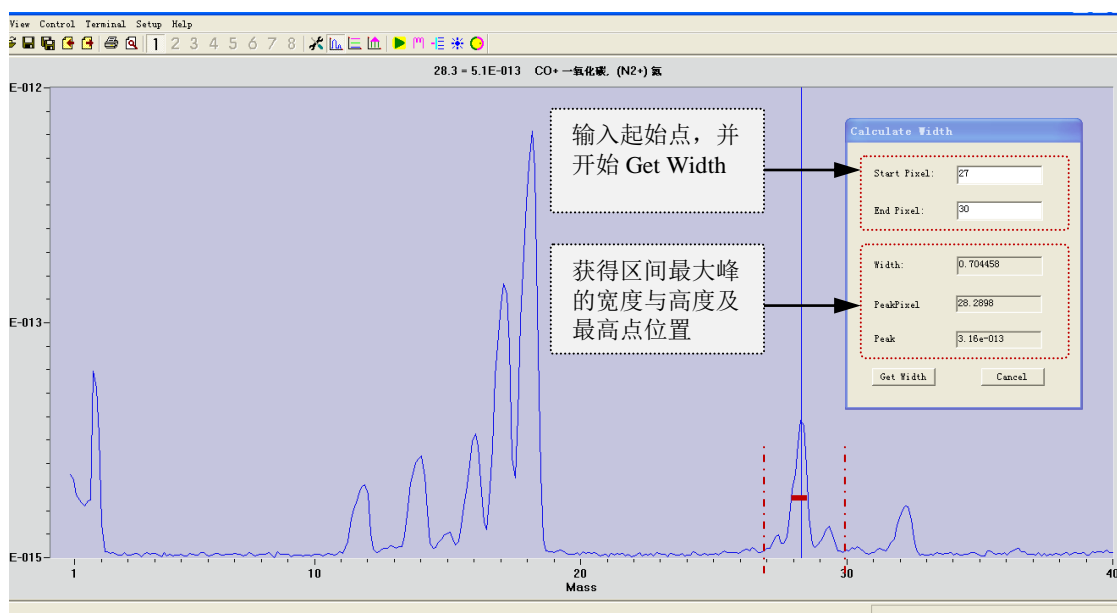 View Control Terminal Setup Help
1 2 3 4 5 6 7 8
28.3 = 5.1E-013 CO+ 一氧化碳, (N2+) 氮
E-012
E-013
E-015
输入起始点，并
开始 Get Width
获得区间最大峰
的宽度与高度及
最高点位置
Calculate Width
Start Pixel: 27
End Pixel: 30
Width: 0.704458
PeakPixel 28.2898
Peak 3.16e-013
Get Width Cancel
1 10 20 30 40
Mass